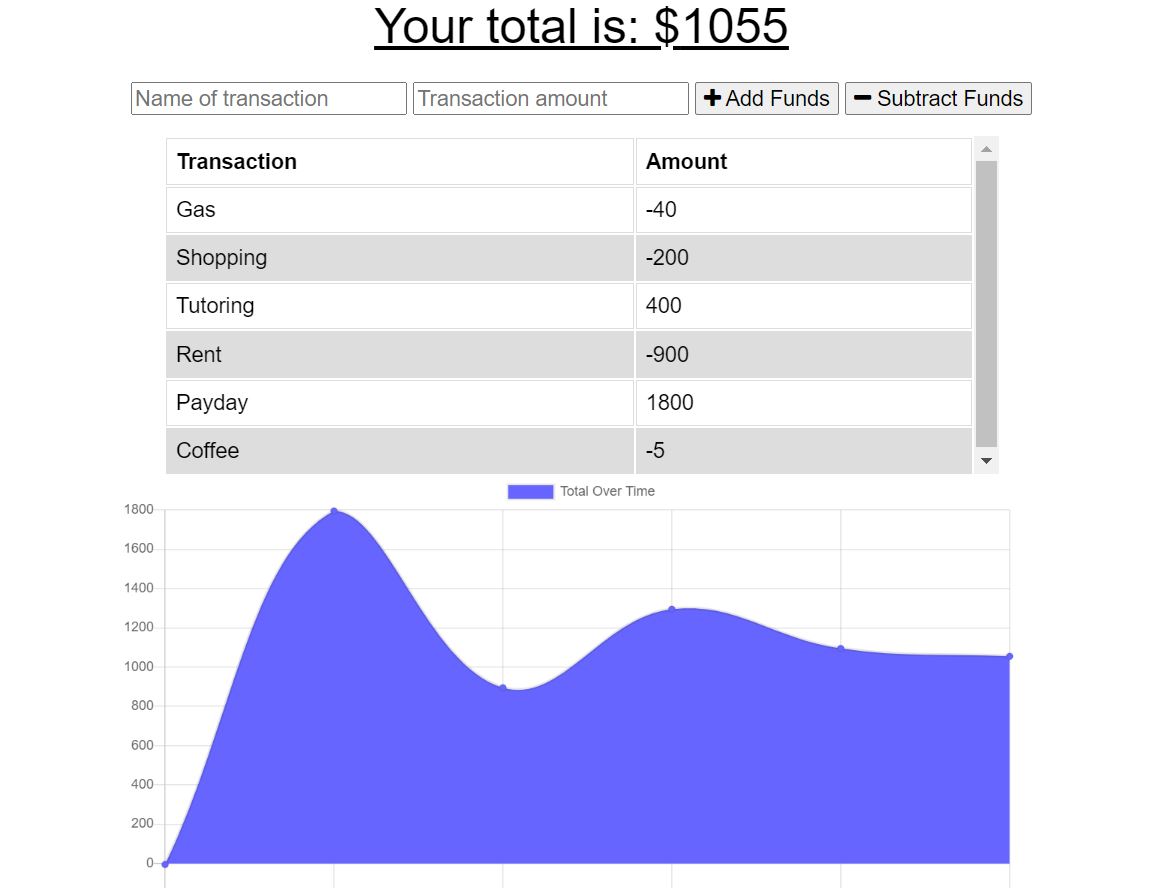 Your total is: $1055
Name of transaction Transaction amount + Add Funds − Subtract Funds
Transaction Amount
Gas -40
Shopping -200
Tutoring 400
Rent -900
Payday 1800
Coffee -5
Total Over Time
1800
1600
1400
1200
1000
800
600
400
200
0